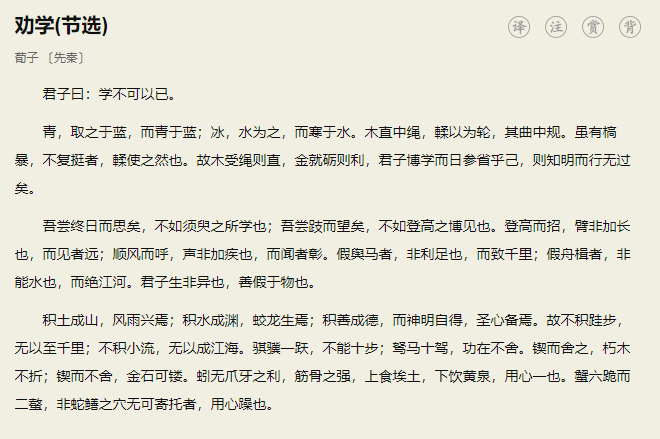 劝学(节选)
译 注 赏 背
荀子 〔先秦〕
君子曰：学不可以已。
青，取之于蓝，而青于蓝；冰，水为之，而寒于水。木直中绳，輮以为轮，其曲中规。虽有槁
暴，不复挺者，輮使之然也。故木受绳则直，金就砺则利，君子博学而日参省乎己，则知明而行无过
矣。
吾尝终日而思矣，不如须臾之所学也；吾尝跂而望矣，不如登高之博见也。登高而招，臂非加长
也，而见者远；顺风而呼，声非加疾也，而闻者彰。假舆马者，非利足也，而致千里；假舟楫者，非
能水也，而绝江河。君子生非异也，善假于物也。
积土成山，风雨兴焉；积水成渊，蛟龙生焉；积善成德，而神明自得，圣心备焉。故不积跬步，
无以至千里；不积小流，无以成江海。骐骥一跃，不能十步；驽马十驾，功在不舍。锲而舍之，朽木
不折；锲而不舍，金石可镂。蚓无爪牙之利，筋骨之强，上食埃土，下饮黄泉，用心一也。蟹六跪而
二螯，非蛇鳝之穴无可寄托者，用心躁也。